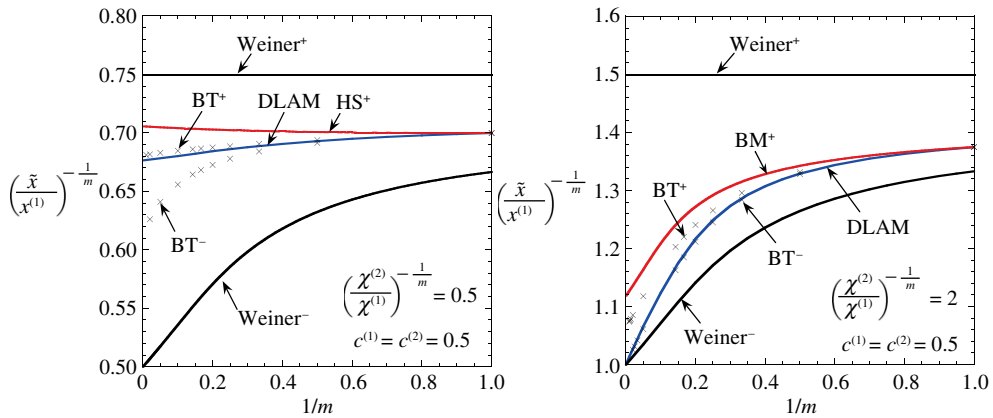 0.80
0.75
0.70
0.65
0.60
0.55
0.50
(x̃/x⁽¹⁾)^(−1/m)
Weiner⁺
BT⁺
DLAM
HS⁺
BT⁻
Weiner⁻
(χ⁽²⁾/χ⁽¹⁾)^(−1/m) = 0.5
c⁽¹⁾ = c⁽²⁾ = 0.5
0 0.2 0.4 0.6 0.8 1.0
1/m
1.6
1.5
1.4
1.3
1.2
1.1
1.0
(x̃/x⁽¹⁾)^(−1/m)
Weiner⁺
BM⁺
BT⁺
DLAM
BT⁻
Weiner⁻
(χ⁽²⁾/χ⁽¹⁾)^(−1/m) = 2
c⁽¹⁾ = c⁽²⁾ = 0.5
0 0.2 0.4 0.6 0.8 1.0
1/m